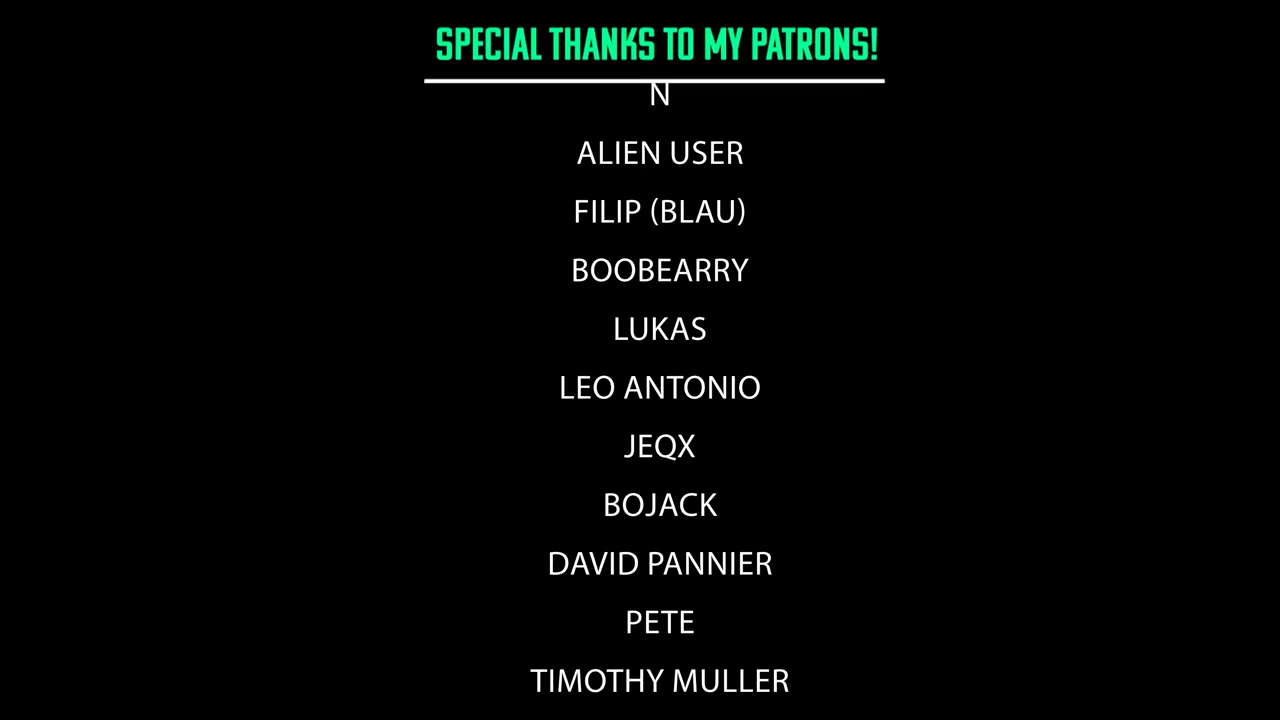 SPECIAL THANKS TO MY PATRONS!
N
ALIEN USER
FILIP (BLAU)
BOOBEARRY
LUKAS
LEO ANTONIO
JEQX
BOJACK
DAVID PANNIER
PETE
TIMOTHY MULLER